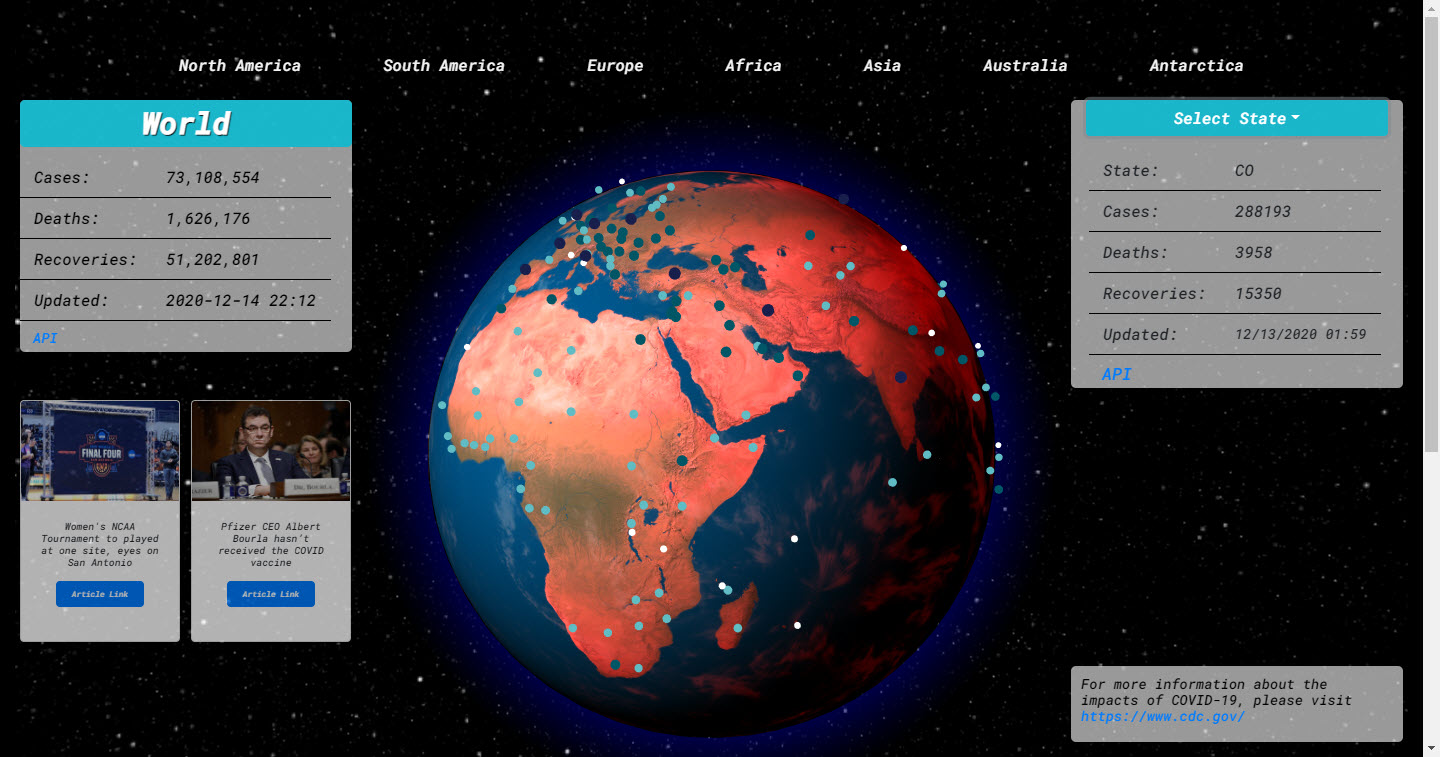 North America South America Europe Africa Asia Australia Antarctica
World
Cases: 73,108,554
Deaths: 1,626,176
Recoveries: 51,202,801
Updated: 2020-12-14 22:12
API
Select State
State: CO
Cases: 288193
Deaths: 3958
Recoveries: 15350
Updated: 12/13/2020 01:59
API
FINAL FOUR
Women's NCAA
Tournament to played
at one site, eyes on
San Antonio
Article Link
DR. BOURLA
Pfizer CEO Albert
Bourla hasn't
received the COVID
vaccine
Article Link
For more information about the
impacts of COVID-19, please visit
https://www.cdc.gov/